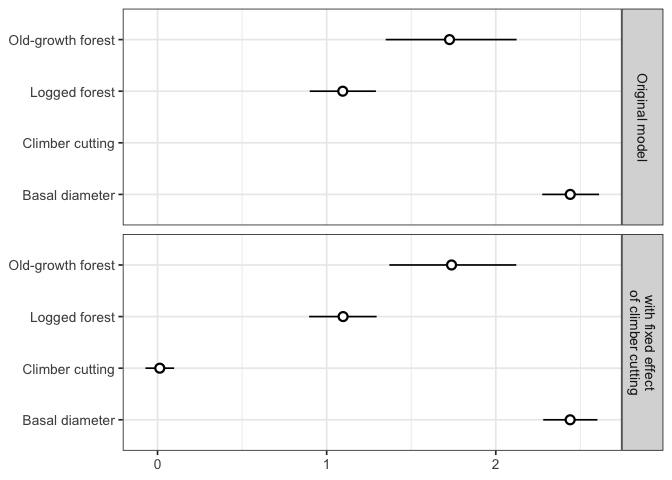 Old-growth forest
Logged forest
Climber cutting
Basal diameter
Original model
Old-growth forest
Logged forest
Climber cutting
Basal diameter
with fixed effect
of climber cutting
0
1
2